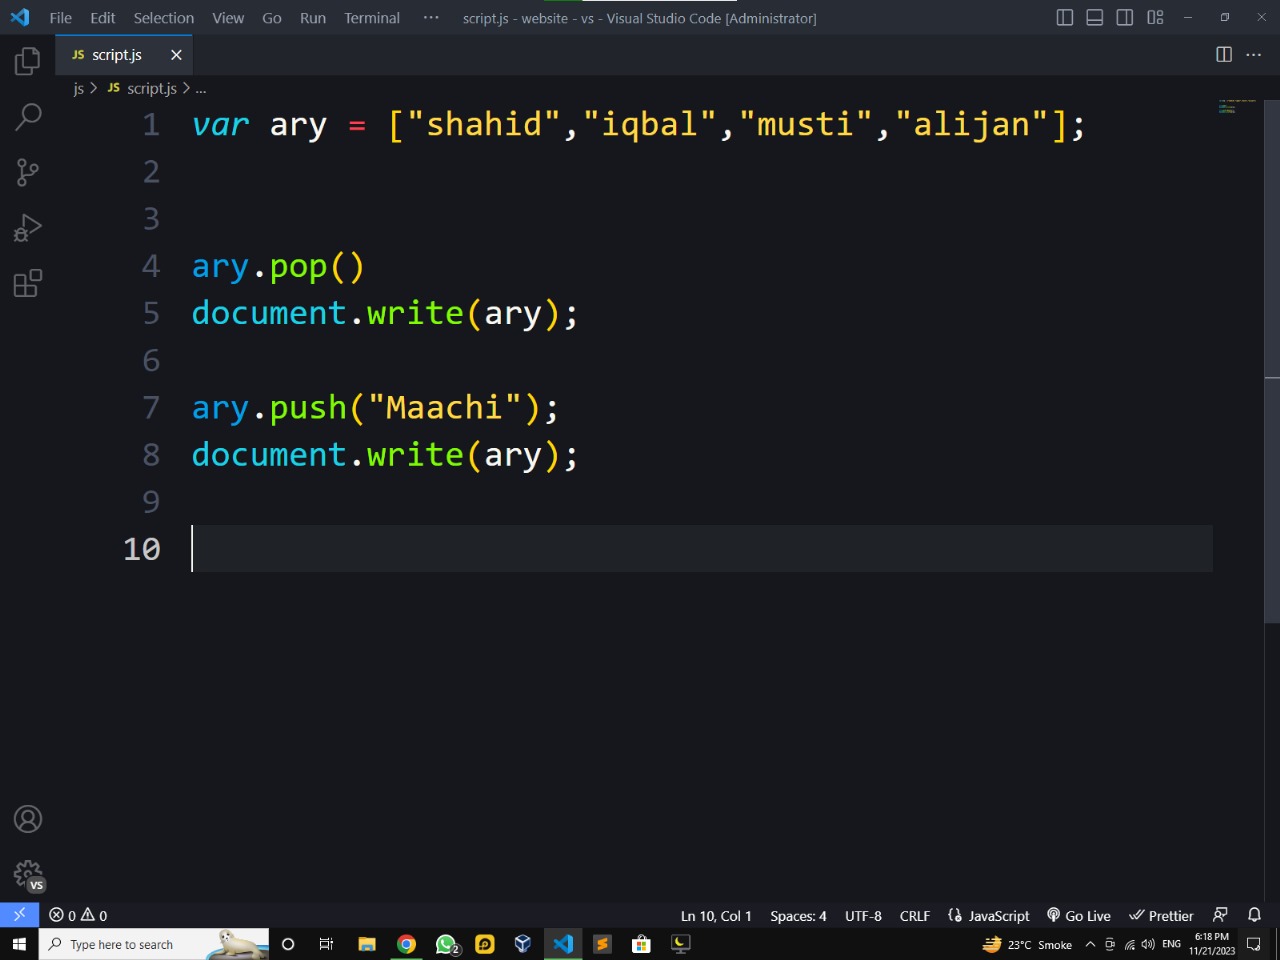 File Edit Selection View Go Run Terminal ··· script.js - website - vs - Visual Studio Code [Administrator]
JS script.js ×
js > JS script.js > ...
1 var ary = ["shahid","iqbal","musti","alijan"];
2
3
4 ary.pop()
5 document.write(ary);
6
7 ary.push("Maachi");
8 document.write(ary);
9
10
VS
0 0 Ln 10, Col 1 Spaces: 4 UTF-8 CRLF JavaScript Go Live Prettier
Type here to search 2 23°C Smoke ENG 6:18 PM
11/21/2023